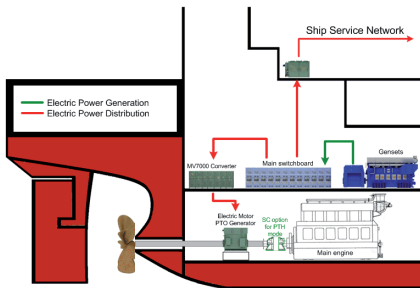 Ship Service Network
Electric Power Generation
Electric Power Distribution
MV7000 Converter
Main switchboard
Gensets
Electric Motor
PTO Generator
SC option
for PTH
mode
Main engine